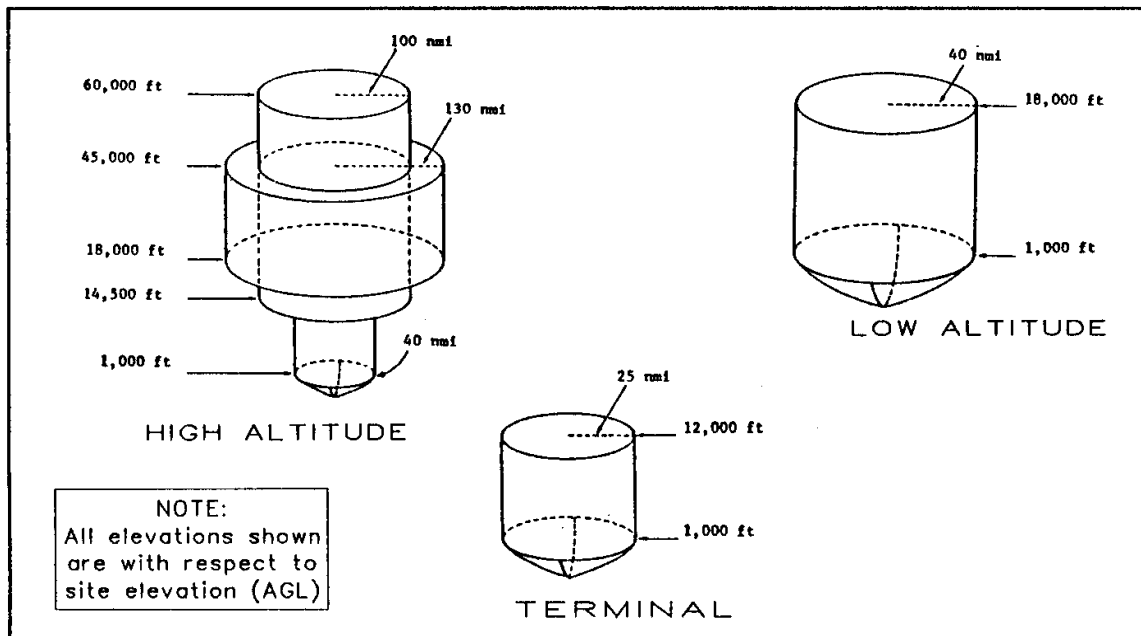 100 nmi
60,000 ft
130 nmi
45,000 ft
18,000 ft
14,500 ft
40 nmi
1,000 ft
HIGH ALTITUDE
40 nmi
18,000 ft
1,000 ft
LOW ALTITUDE
25 nmi
12,000 ft
1,000 ft
TERMINAL
NOTE:
All elevations shown
are with respect to
site elevation (AGL)